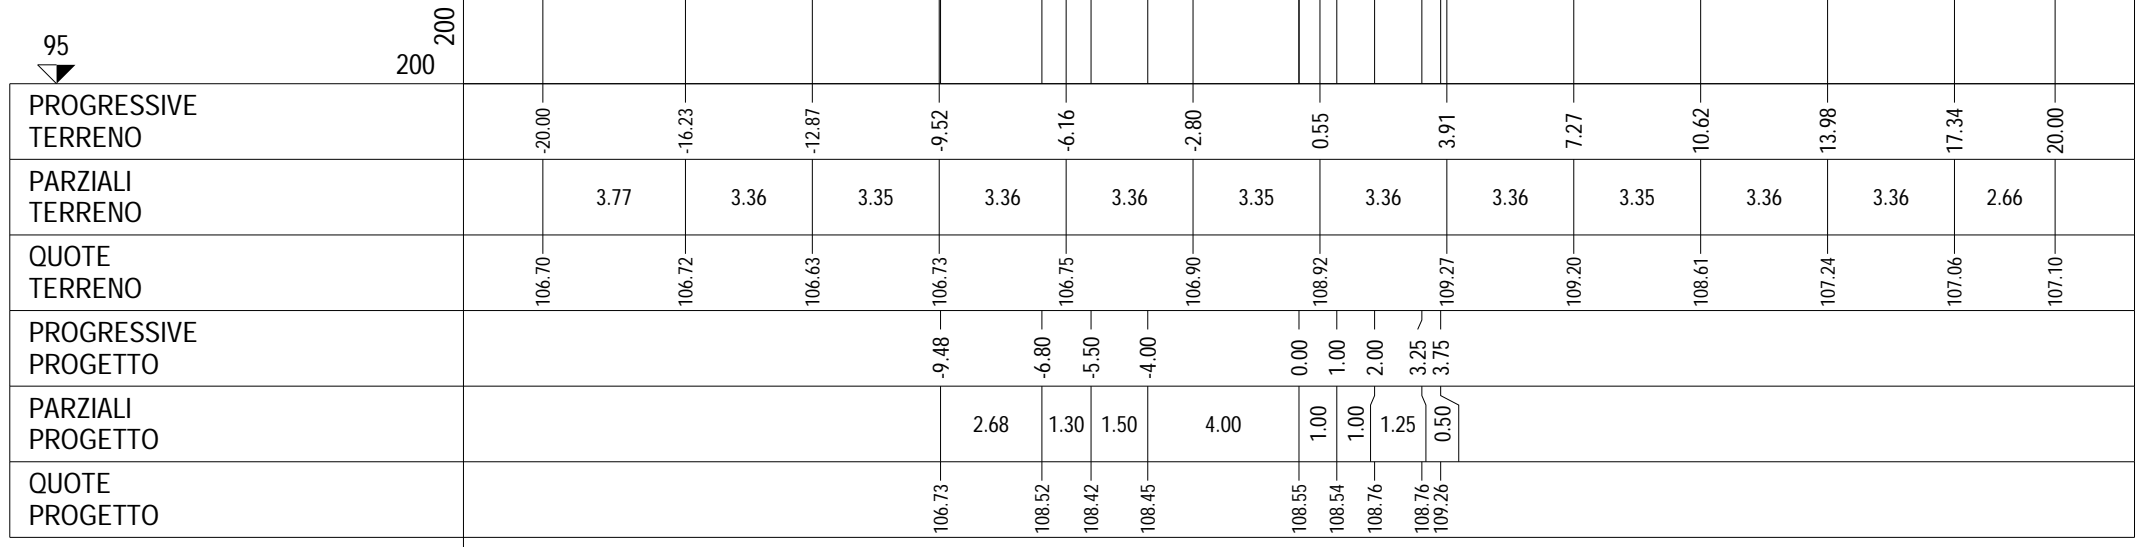 200
95
200
PROGRESSIVE
TERRENO
-20.00 -16.23 -12.87 -9.52 -6.16 -2.80 0.55 3.91 7.27 10.62 13.98 17.34 20.00
PARZIALI
TERRENO
3.77 3.36 3.35 3.36 3.36 3.35 3.36 3.36 3.35 3.36 3.36 2.66
QUOTE
TERRENO
106.70 106.72 106.63 106.73 106.75 106.90 108.92 109.27 109.20 108.61 107.24 107.06 107.10
PROGRESSIVE
PROGETTO
-9.48 -6.80 -5.50 -4.00 0.00 1.00 2.00 3.25 3.75
PARZIALI
PROGETTO
2.68 1.30 1.50 4.00 1.00 1.00 1.25 0.50
QUOTE
PROGETTO
106.73 108.52 108.42 108.45 108.55 108.54 108.76 108.76 109.26